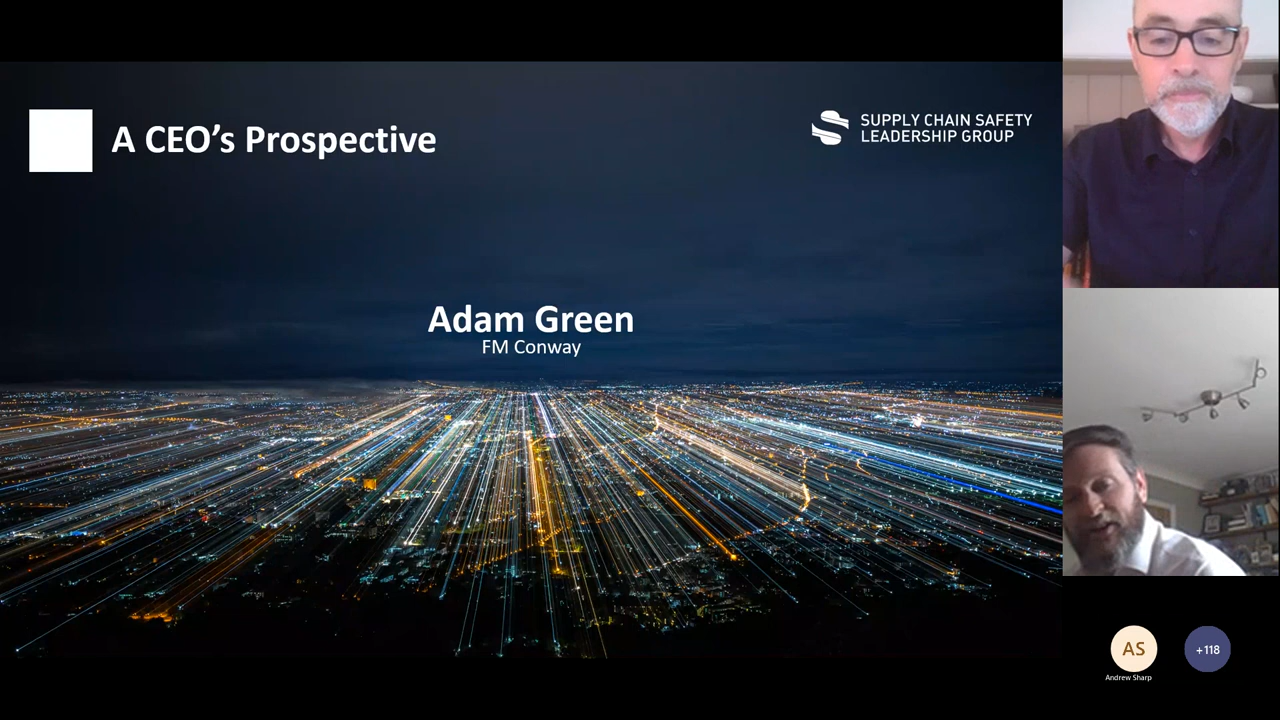 A CEO’s Prospective
SUPPLY CHAIN SAFETY
LEADERSHIP GROUP
Adam Green
FM Conway
AS
+118
Andrew Sharp